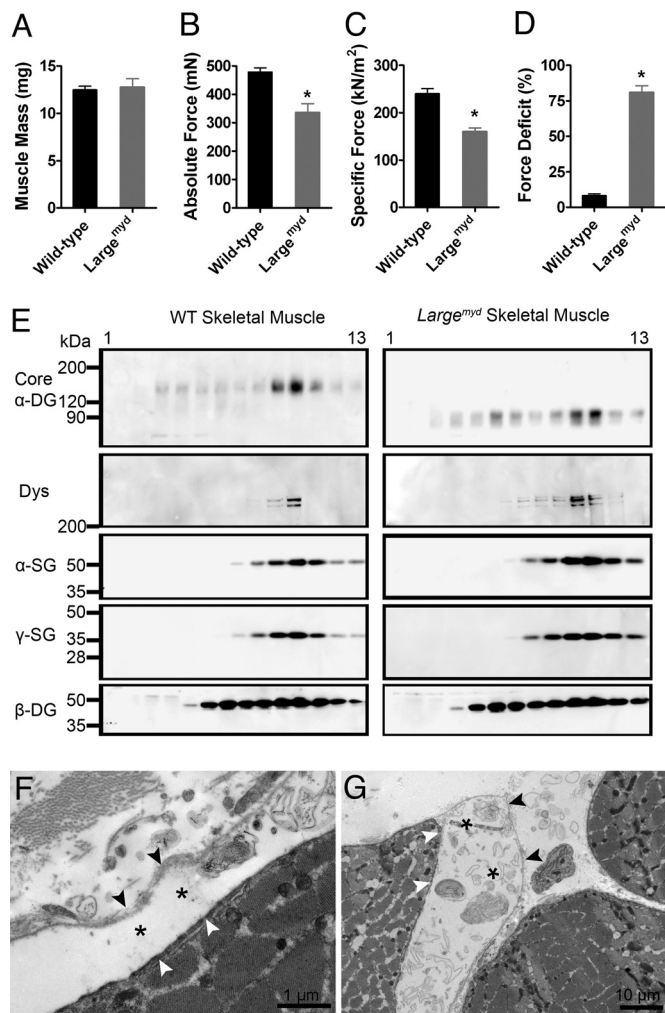 A
B
C
D
Muscle Mass (mg)
15
10
5
0
Wild-type
Large^myd
Absolute Force (mN)
500
400
300
200
100
0
*
Wild-type
Large^myd
Specific Force (kN/m²)
300
200
100
0
*
Wild-type
Large^myd
Force Deficit (%)
100
75
50
25
0
*
Wild-type
Large^myd
E
WT Skeletal Muscle
Large^myd Skeletal Muscle
kDa
1
13
1
13
Core
α-DG
200
120
90
Dys
200
α-SG
50
35
γ-SG
50
35
28
β-DG
50
35
F
*
*
1 µm
G
*
*
10 µm